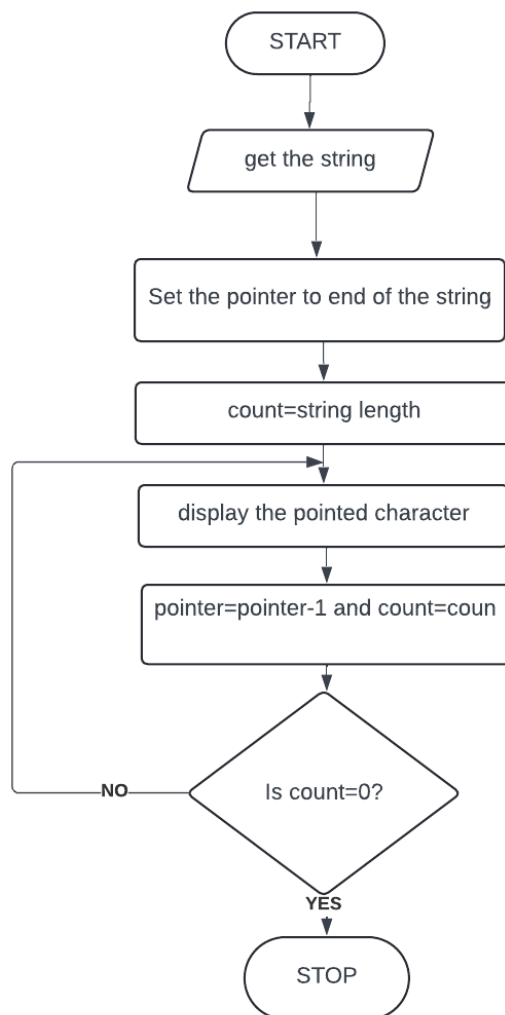 START
get the string
Set the pointer to end of the string
count=string length
display the pointed character
pointer=pointer-1 and count=coun
Is count=0?
NO
YES
STOP